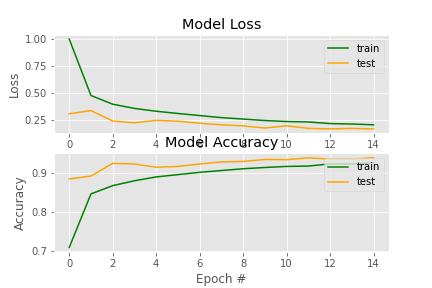 Model Loss
1.00
0.75
0.50
0.25
Loss
train
test
0 2 4 6 8 10 12 14
Model Accuracy
0.9
0.8
0.7
Accuracy
train
test
0 2 4 6 8 10 12 14
Epoch #